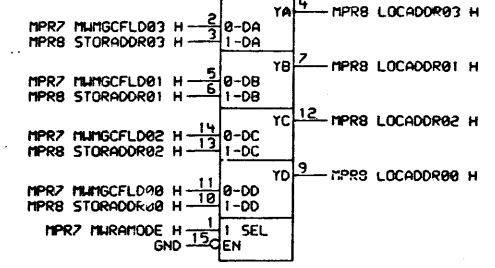 YA 4 MPR8 LOCADDR03 H
MPR7 MWMGCFLD03 H 2 0-DA
MPR8 STORADDR03 H 3 1-DA
YB 7 MPR8 LOCADDR01 H
MPR7 MWMGCFLD01 H 5 0-DB
MPR8 STORADDR01 H 6 1-DB
YC 12 MPR8 LOCADDR02 H
MPR7 MWMGCFLD02 H 14 0-DC
MPR8 STORADDR02 H 13 1-DC
YD 9 MPR8 LOCADDR00 H
MPR7 MWMGCFLD00 H 11 0-DD
MPR8 STORADDR00 H 10 1-DD
MPR7 MWRAMODE H 1 1 SEL
GND 15 EN